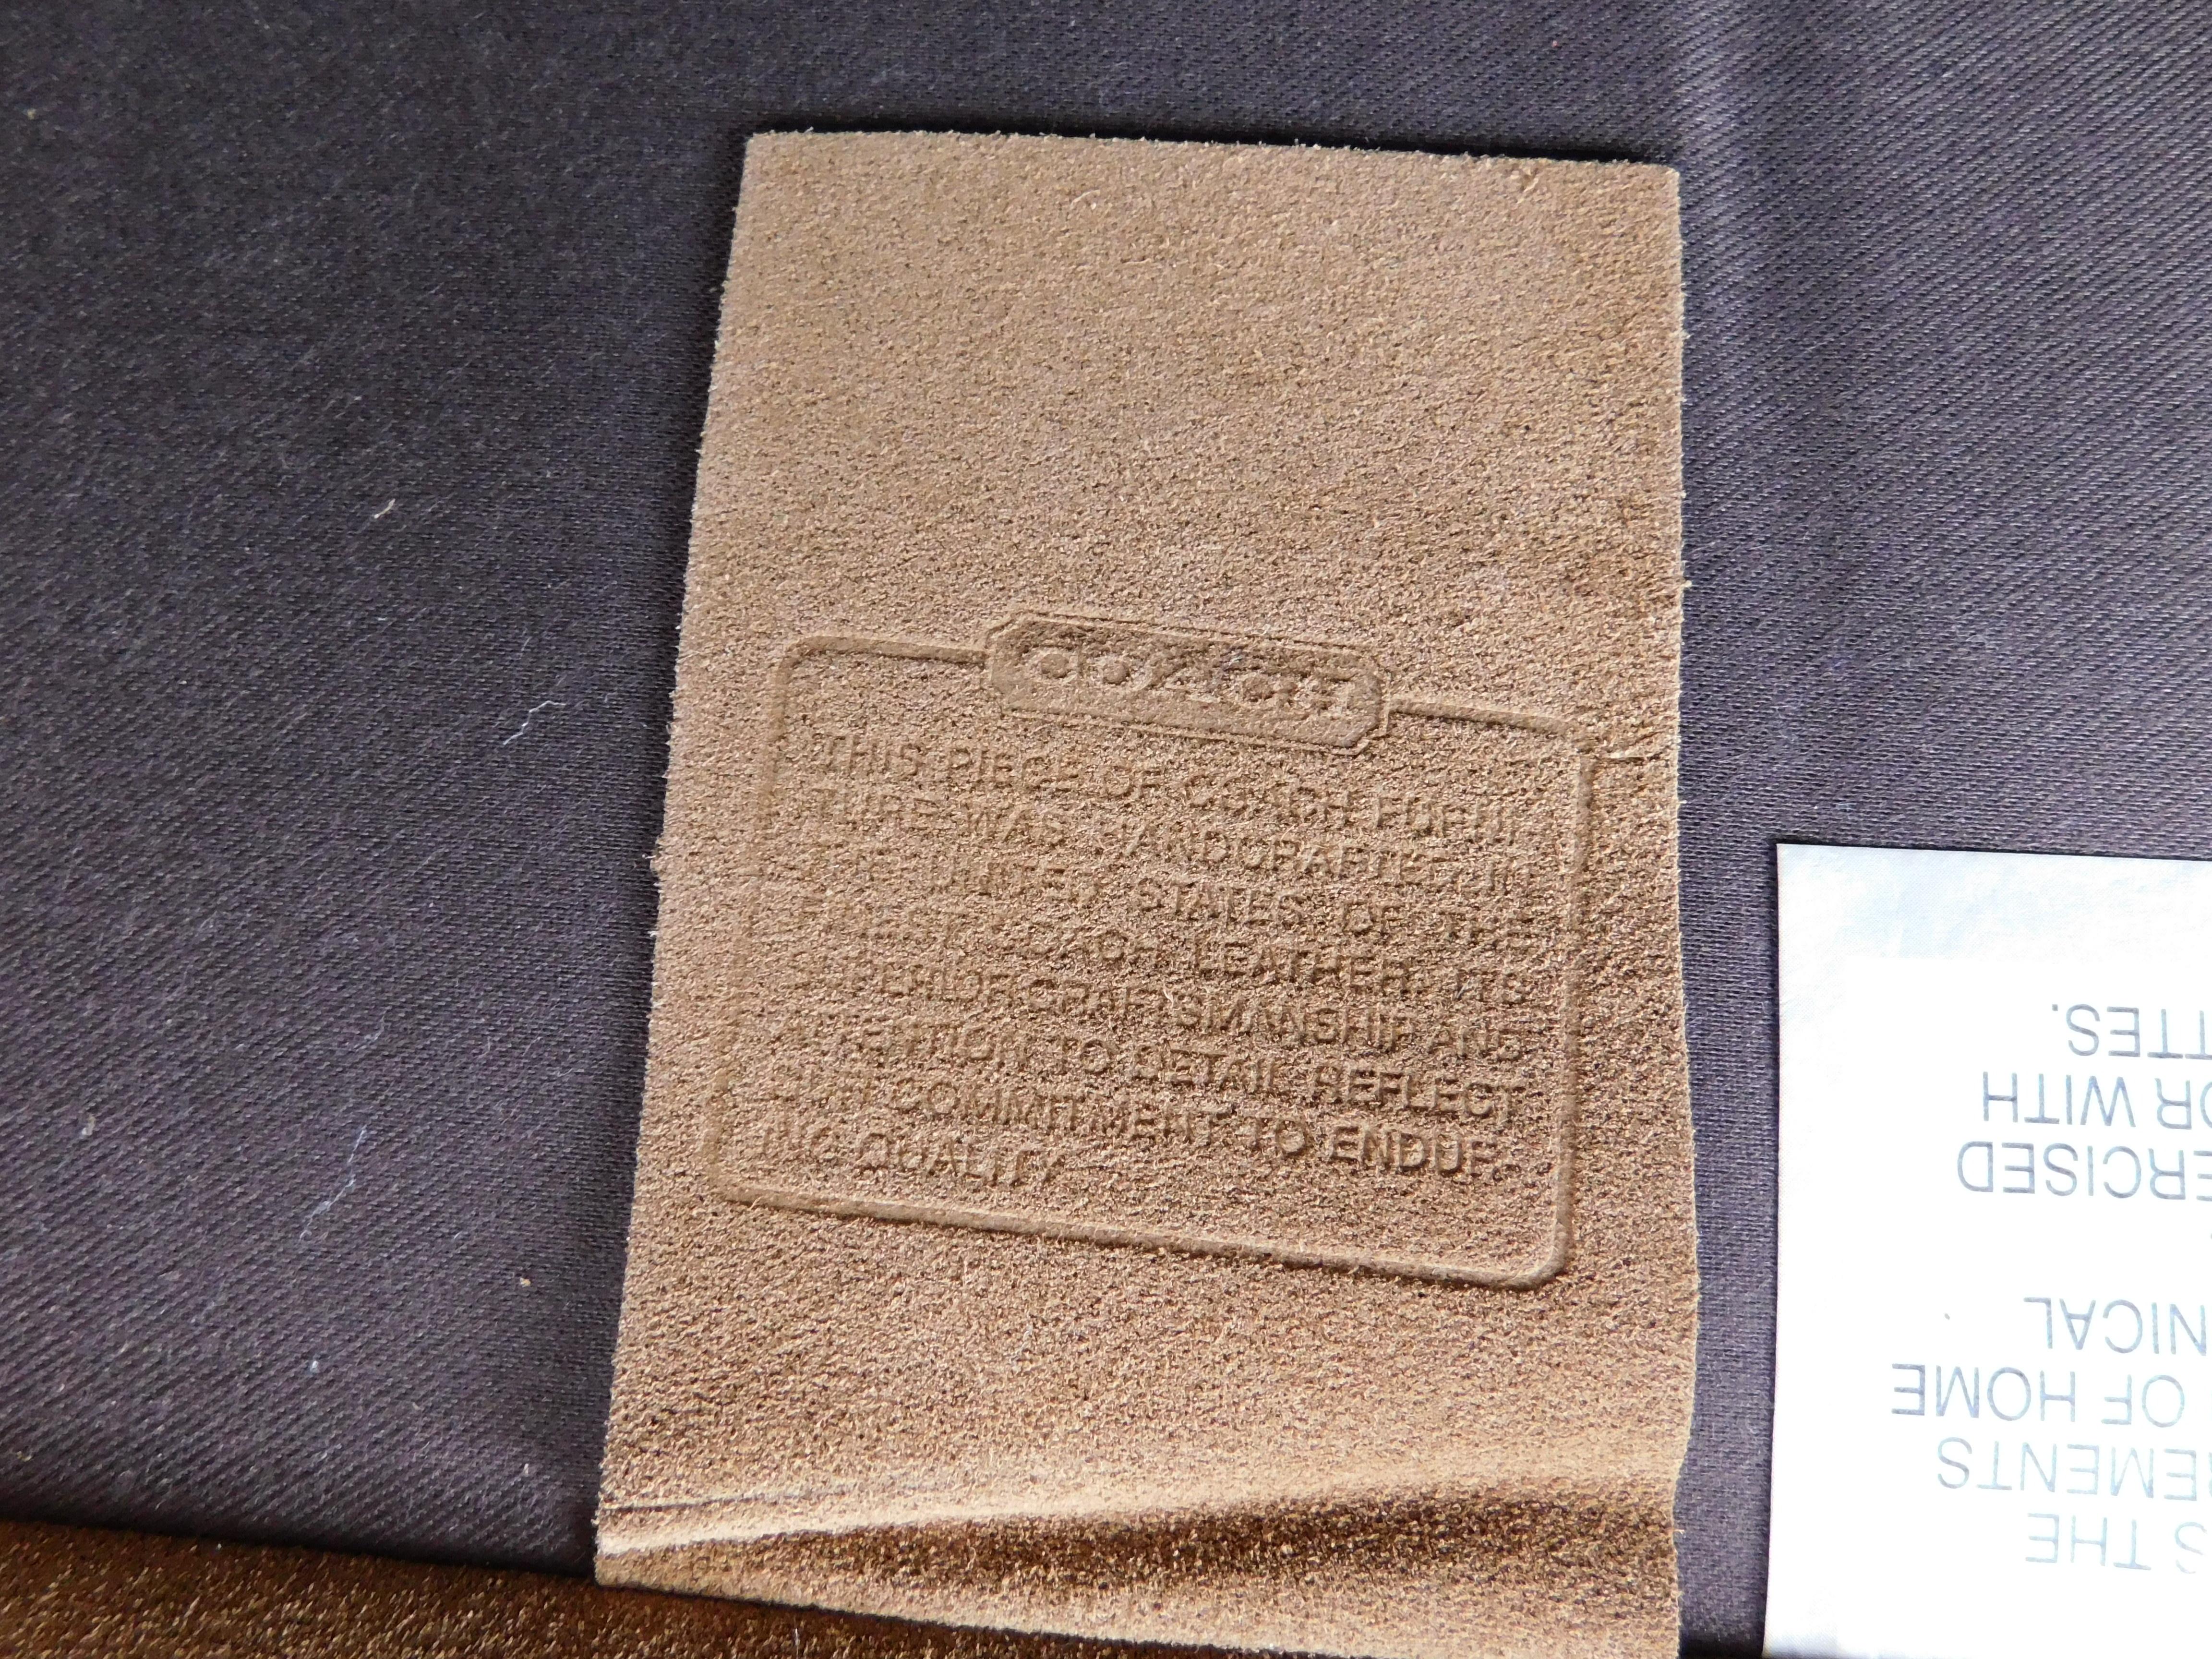 THIS PIECE OF COACH FURNI-
TURE WAS HANDCRAFTED IN
THE UNITED STATES OF THE
FINEST COACH LEATHER. ITS
SUPERIOR CRAFTSMANSHIP AND
ATTENTION TO DETAIL REFLECT
OUR COMMITMENT TO ENDUR-
ING QUALITY
S THE
EMENTS
OF HOME
NICAL
ERCISED
OR WITH
TTES.